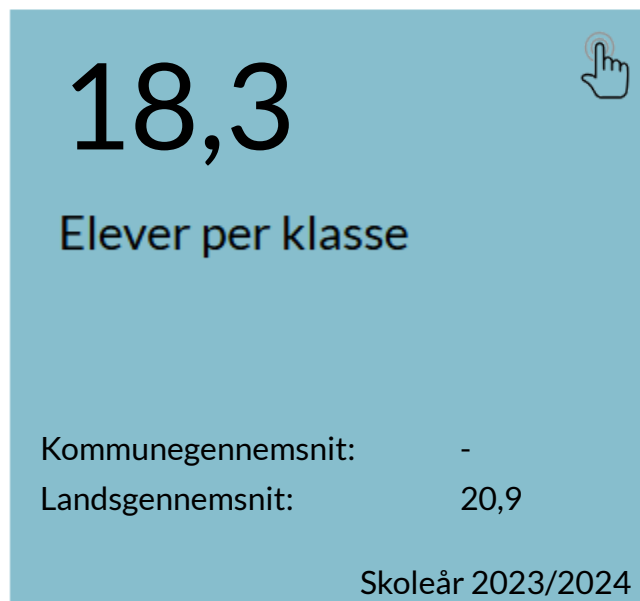 18,3
Elever per klasse
Kommunegennemsnit: -
Landsgennemsnit: 20,9
Skoleår 2023/2024